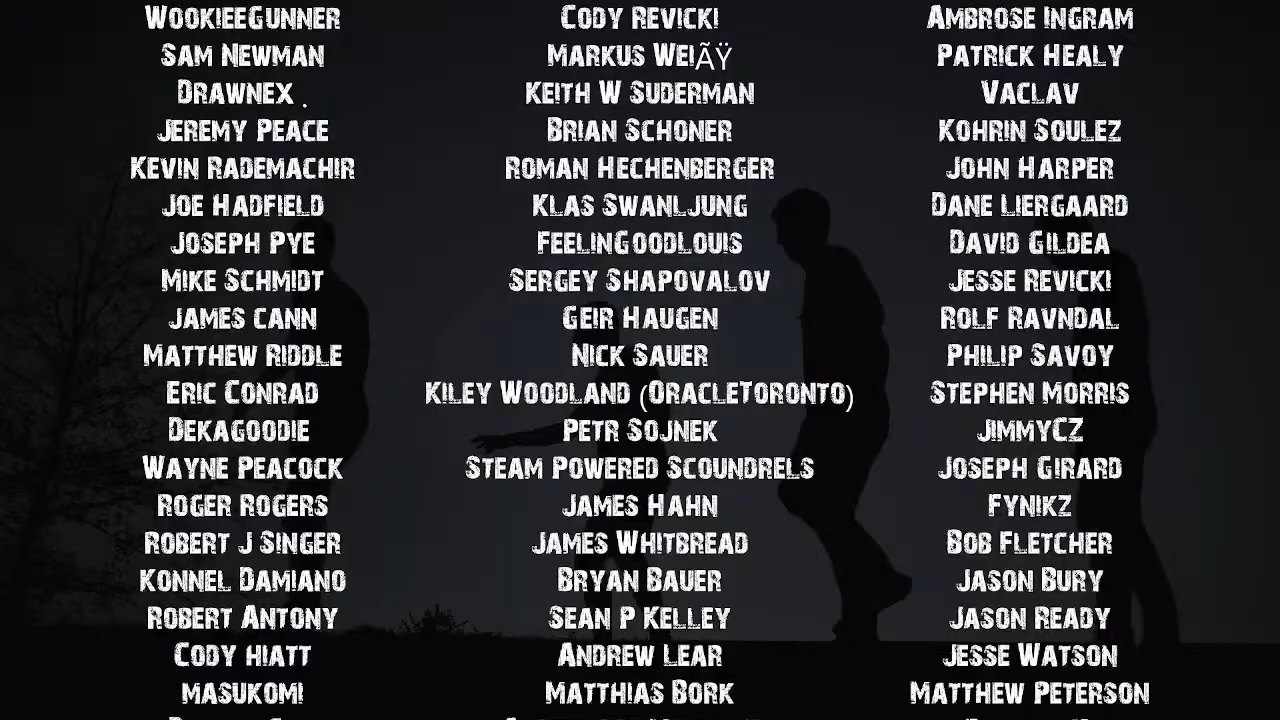 WookieeGunner
Cody Revicki
Ambrose Ingram
Sam Newman
Markus WeiÃŸ
Patrick Healy
Drawnex .
Keith W Suderman
Vaclav
Jeremy Peace
Brian Schoner
Kohrin Soulez
Kevin Rademachir
Roman Hechenberger
John Harper
Joe Hadfield
Klas Swanljung
Dane Liergaard
Joseph Pye
FeelinGoodLouis
David Gildea
Mike Schmidt
Sergey Shapovalov
Jesse Revicki
James Cann
Geir Haugen
Rolf Ravndal
Matthew Riddle
Nick Sauer
Philip Savoy
Eric Conrad
Kiley Woodland (OracleToronto)
Stephen Morris
Dekagoodie
Petr Sojnek
JimmyCZ
Wayne Peacock
Steam Powered Scoundrels
Joseph Girard
Roger Rogers
James Hahn
Fynikz
Robert J Singer
James Whitbread
Bob Fletcher
Konnel Damiano
Bryan Bauer
Jason Bury
Robert Antony
Sean P Kelley
Jason Ready
Cody Hiatt
Andrew Lear
Jesse Watson
masukomi
Matthias Bork
Matthew Peterson